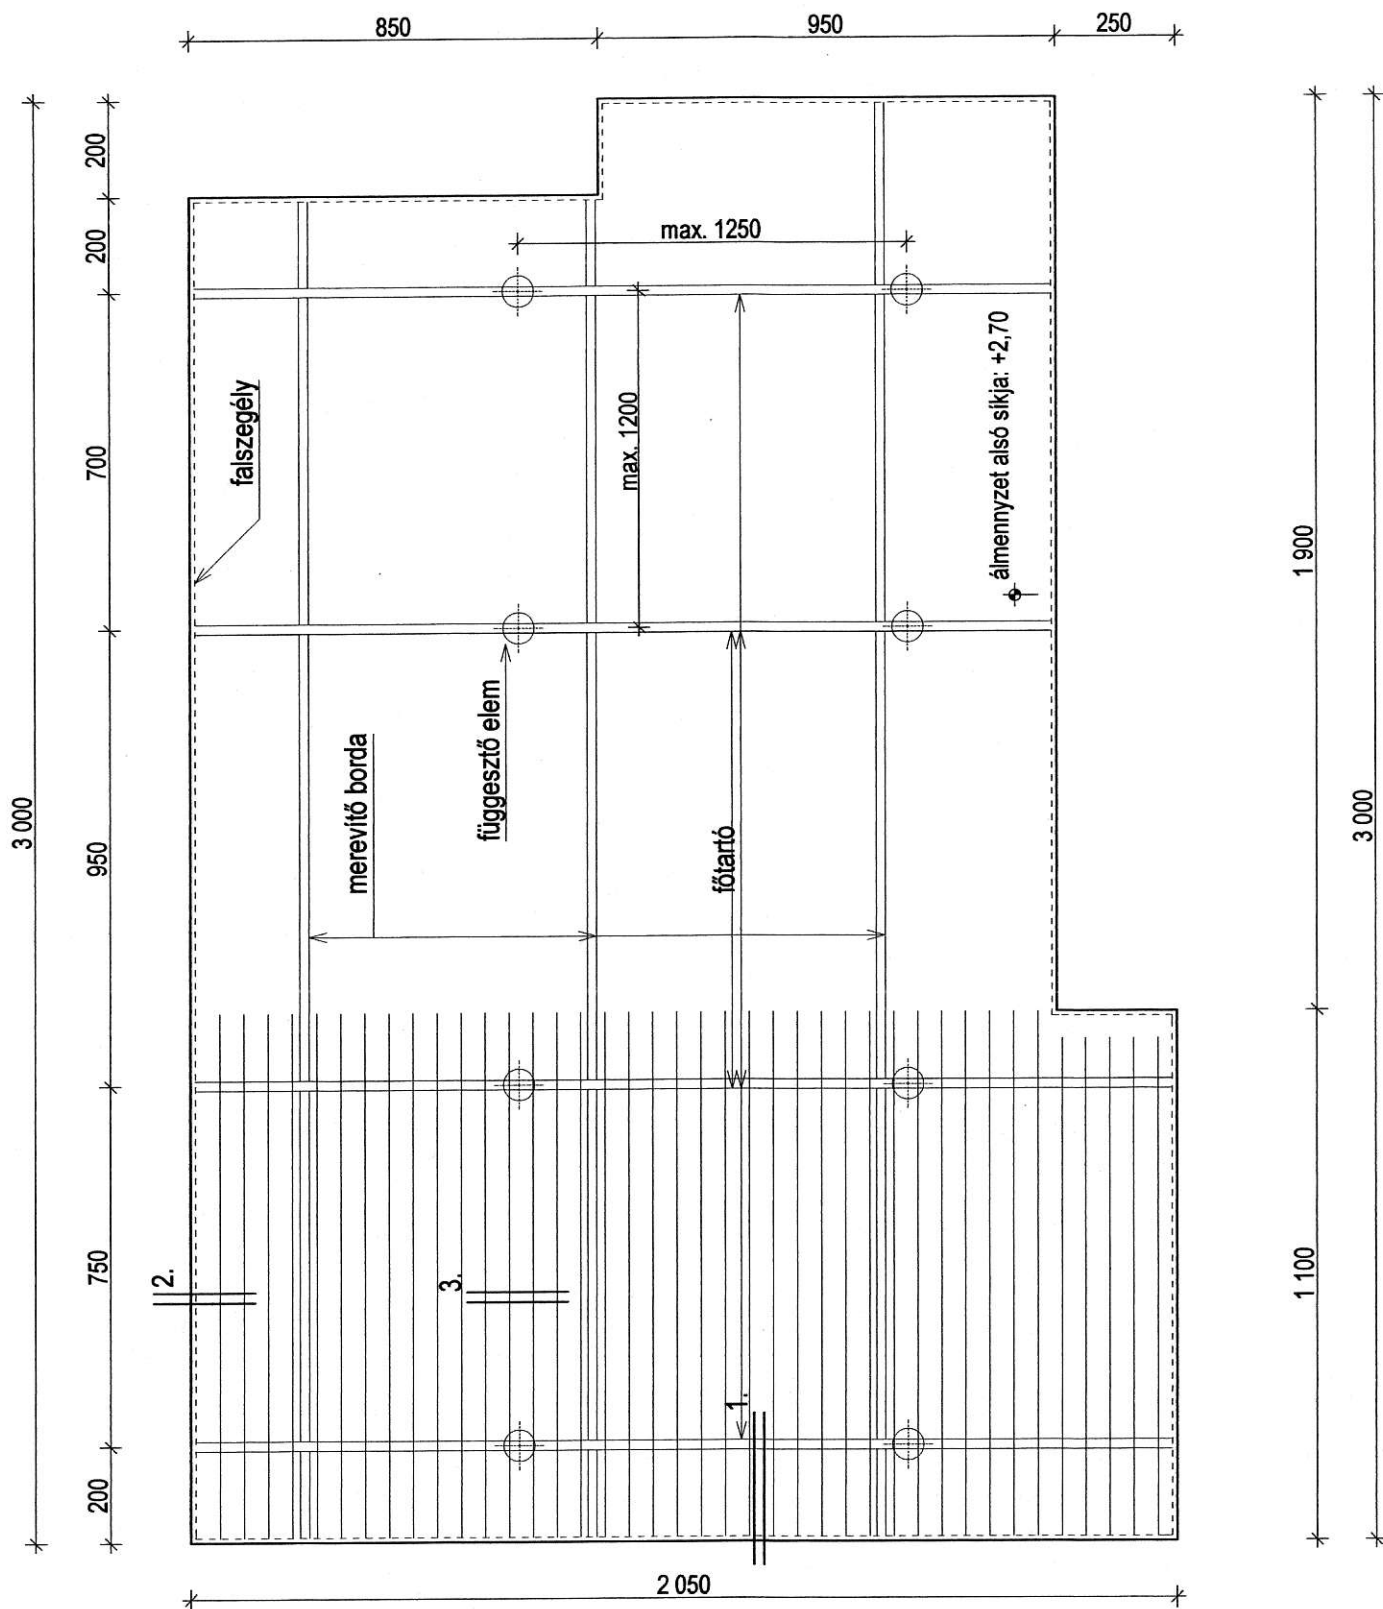 850
950
250
200
200
700
950
750
200
3 000
max. 1250
max. 1200
falszegély
álmennyzet alsó síkja: +2,70
merevítő borda
függesztő elem
főtartó
1 900
1 100
3 000
2.
3.
1.
2 050